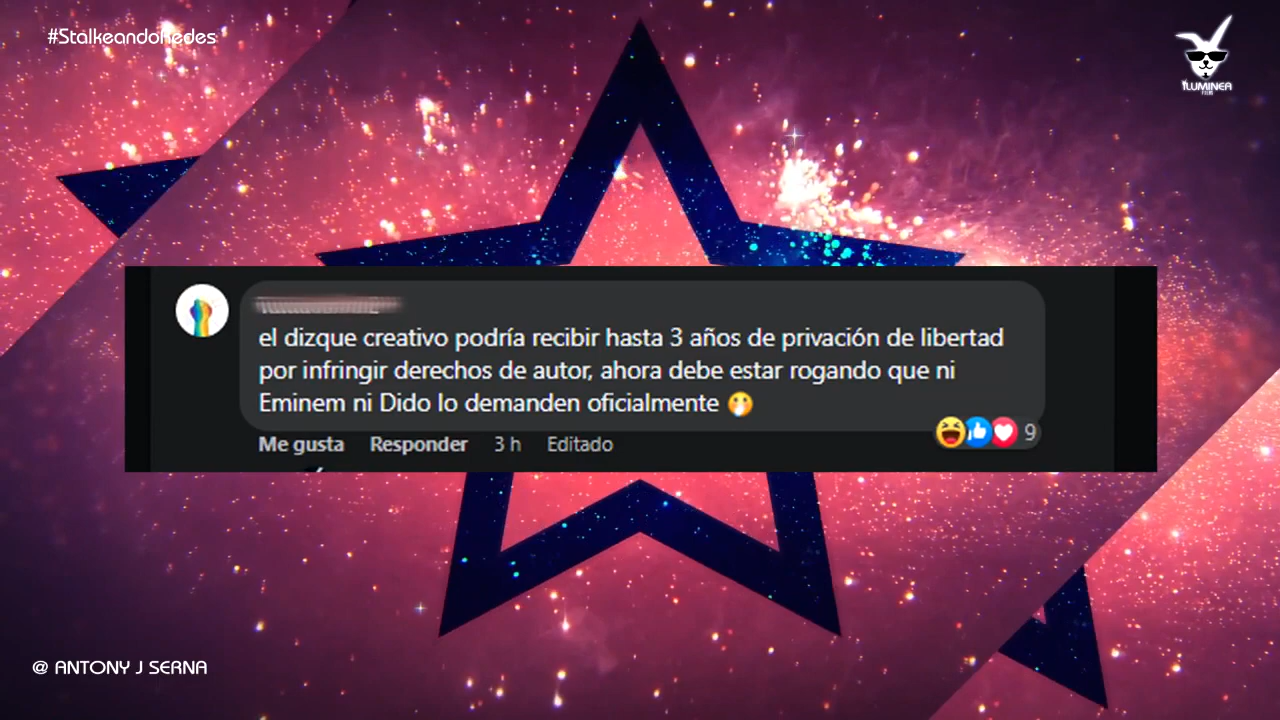 #StalkeandoRedes
ILUMINEA
el dizque creativo podría recibir hasta 3 años de privación de libertad
por infringir derechos de autor, ahora debe estar rogando que ni
Eminem ni Dido lo demanden oficialmente 🤭
Me gusta Responder 3 h Editado 9
@ ANTONY J SERNA